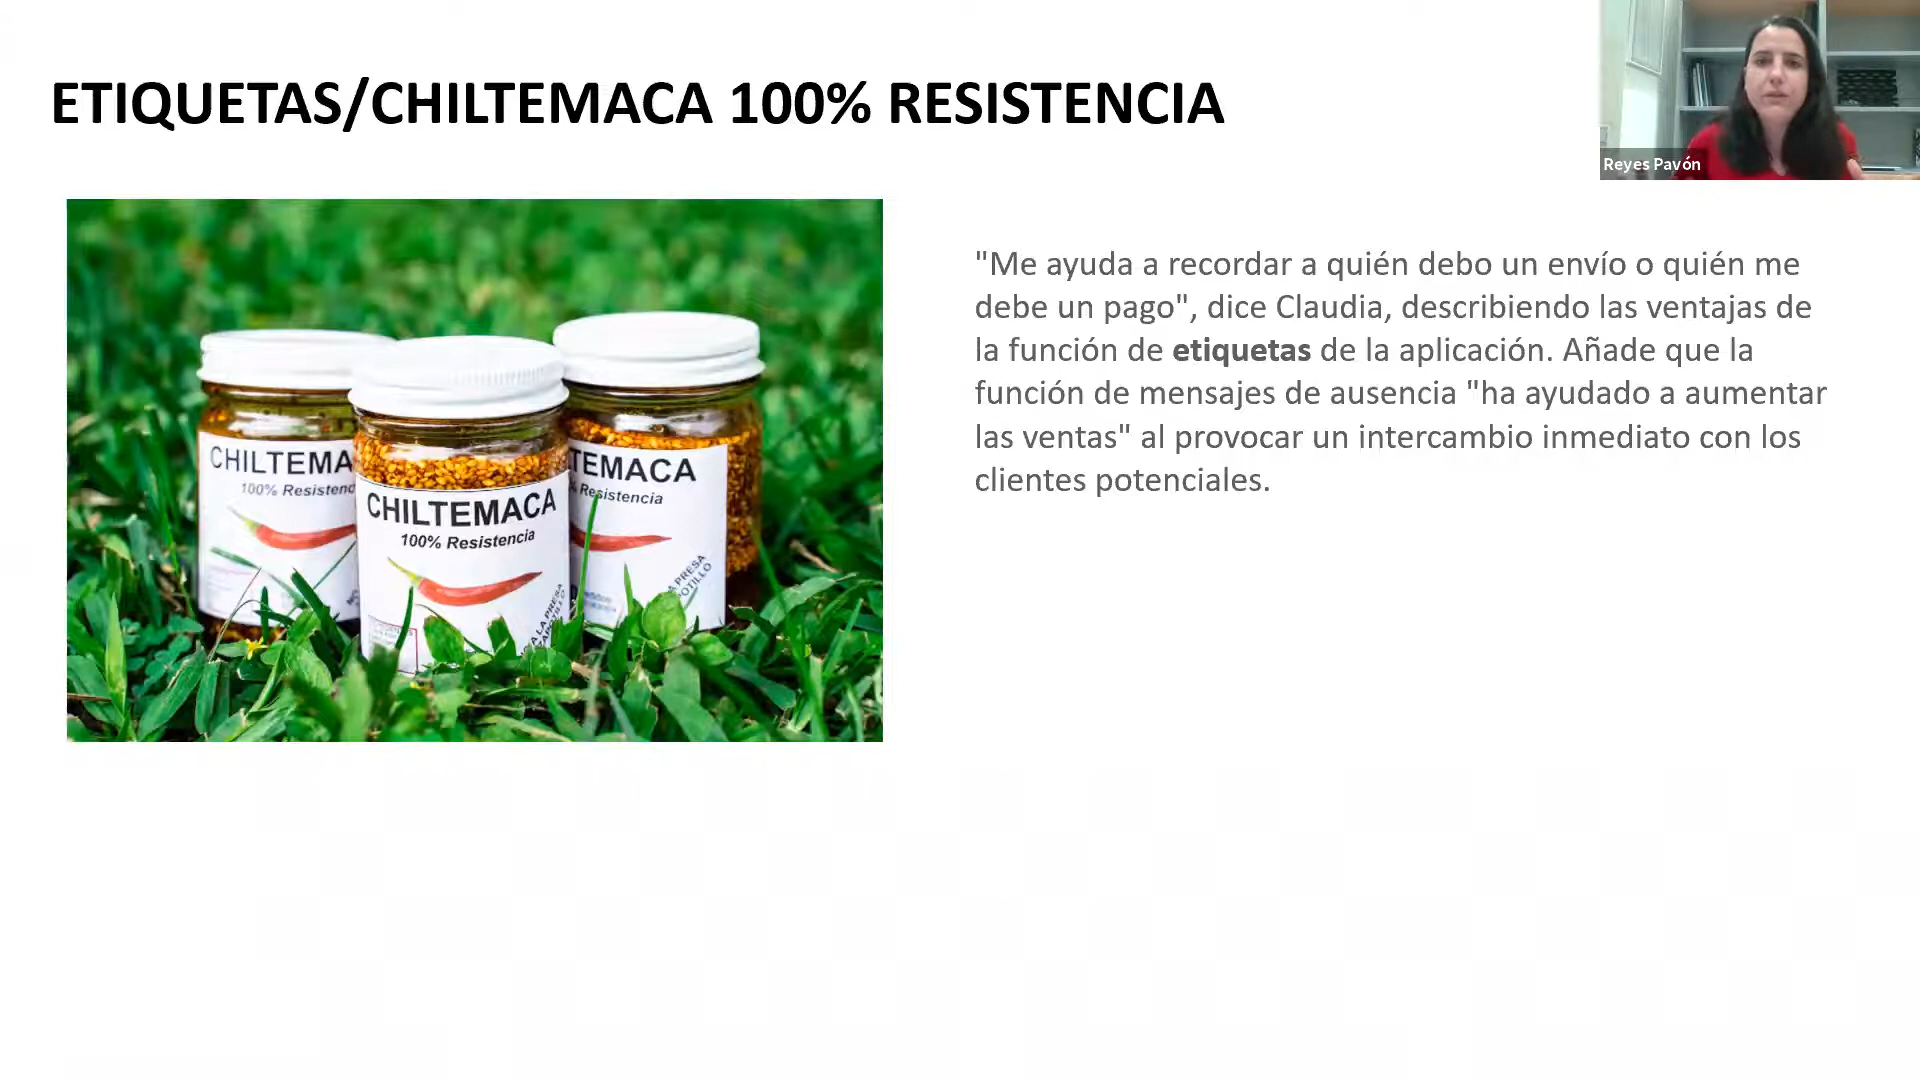 ETIQUETAS/CHILTEMACA 100% RESISTENCIA
Reyes Pavón
"Me ayuda a recordar a quién debo un envío o quién me
debe un pago", dice Claudia, describiendo las ventajas de
la función de etiquetas de la aplicación. Añade que la
función de mensajes de ausencia "ha ayudado a aumentar
las ventas" al provocar un intercambio inmediato con los
clientes potenciales.
CHILTEMA
100% Resistenc
CHILTEMACA
100% Resistencia
TEMACA
% Resistencia
A PRESA